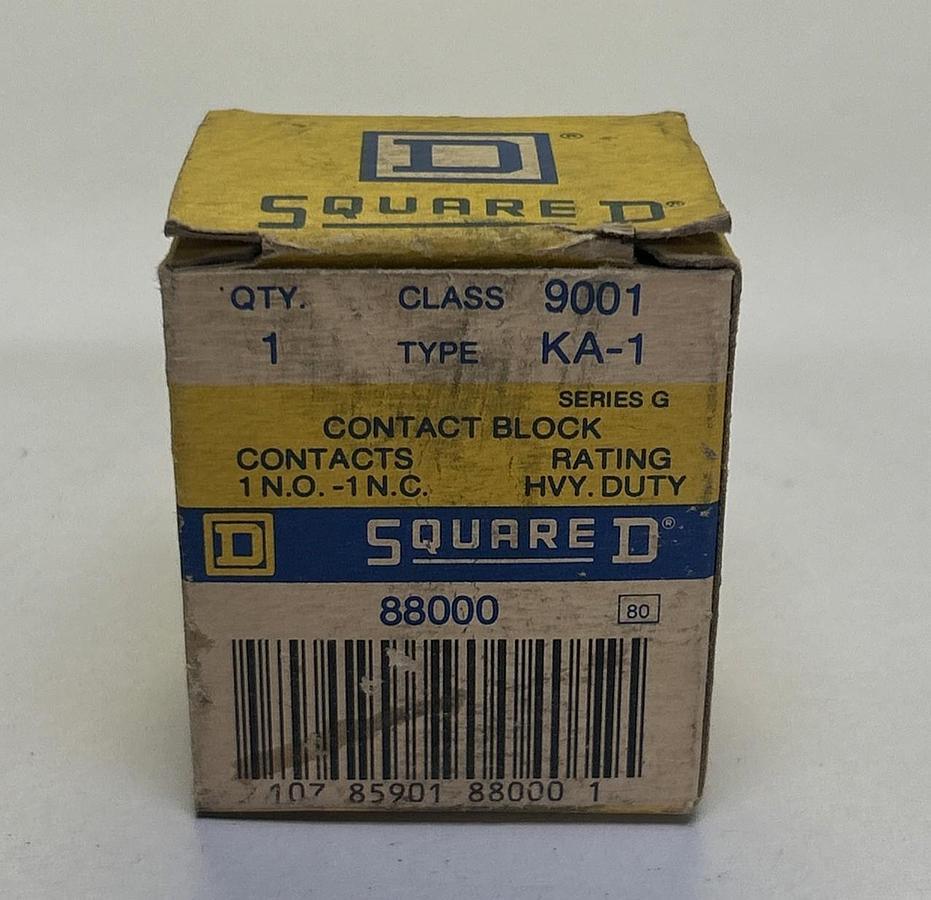 D ®
SQUARE D®
QTY. CLASS 9001
1 TYPE KA-1
SERIES G
CONTACT BLOCK
CONTACTS RATING
1 N.O. -1 N.C. HVY. DUTY
D SQUARE D®
88000 80
107 85901 88000 1